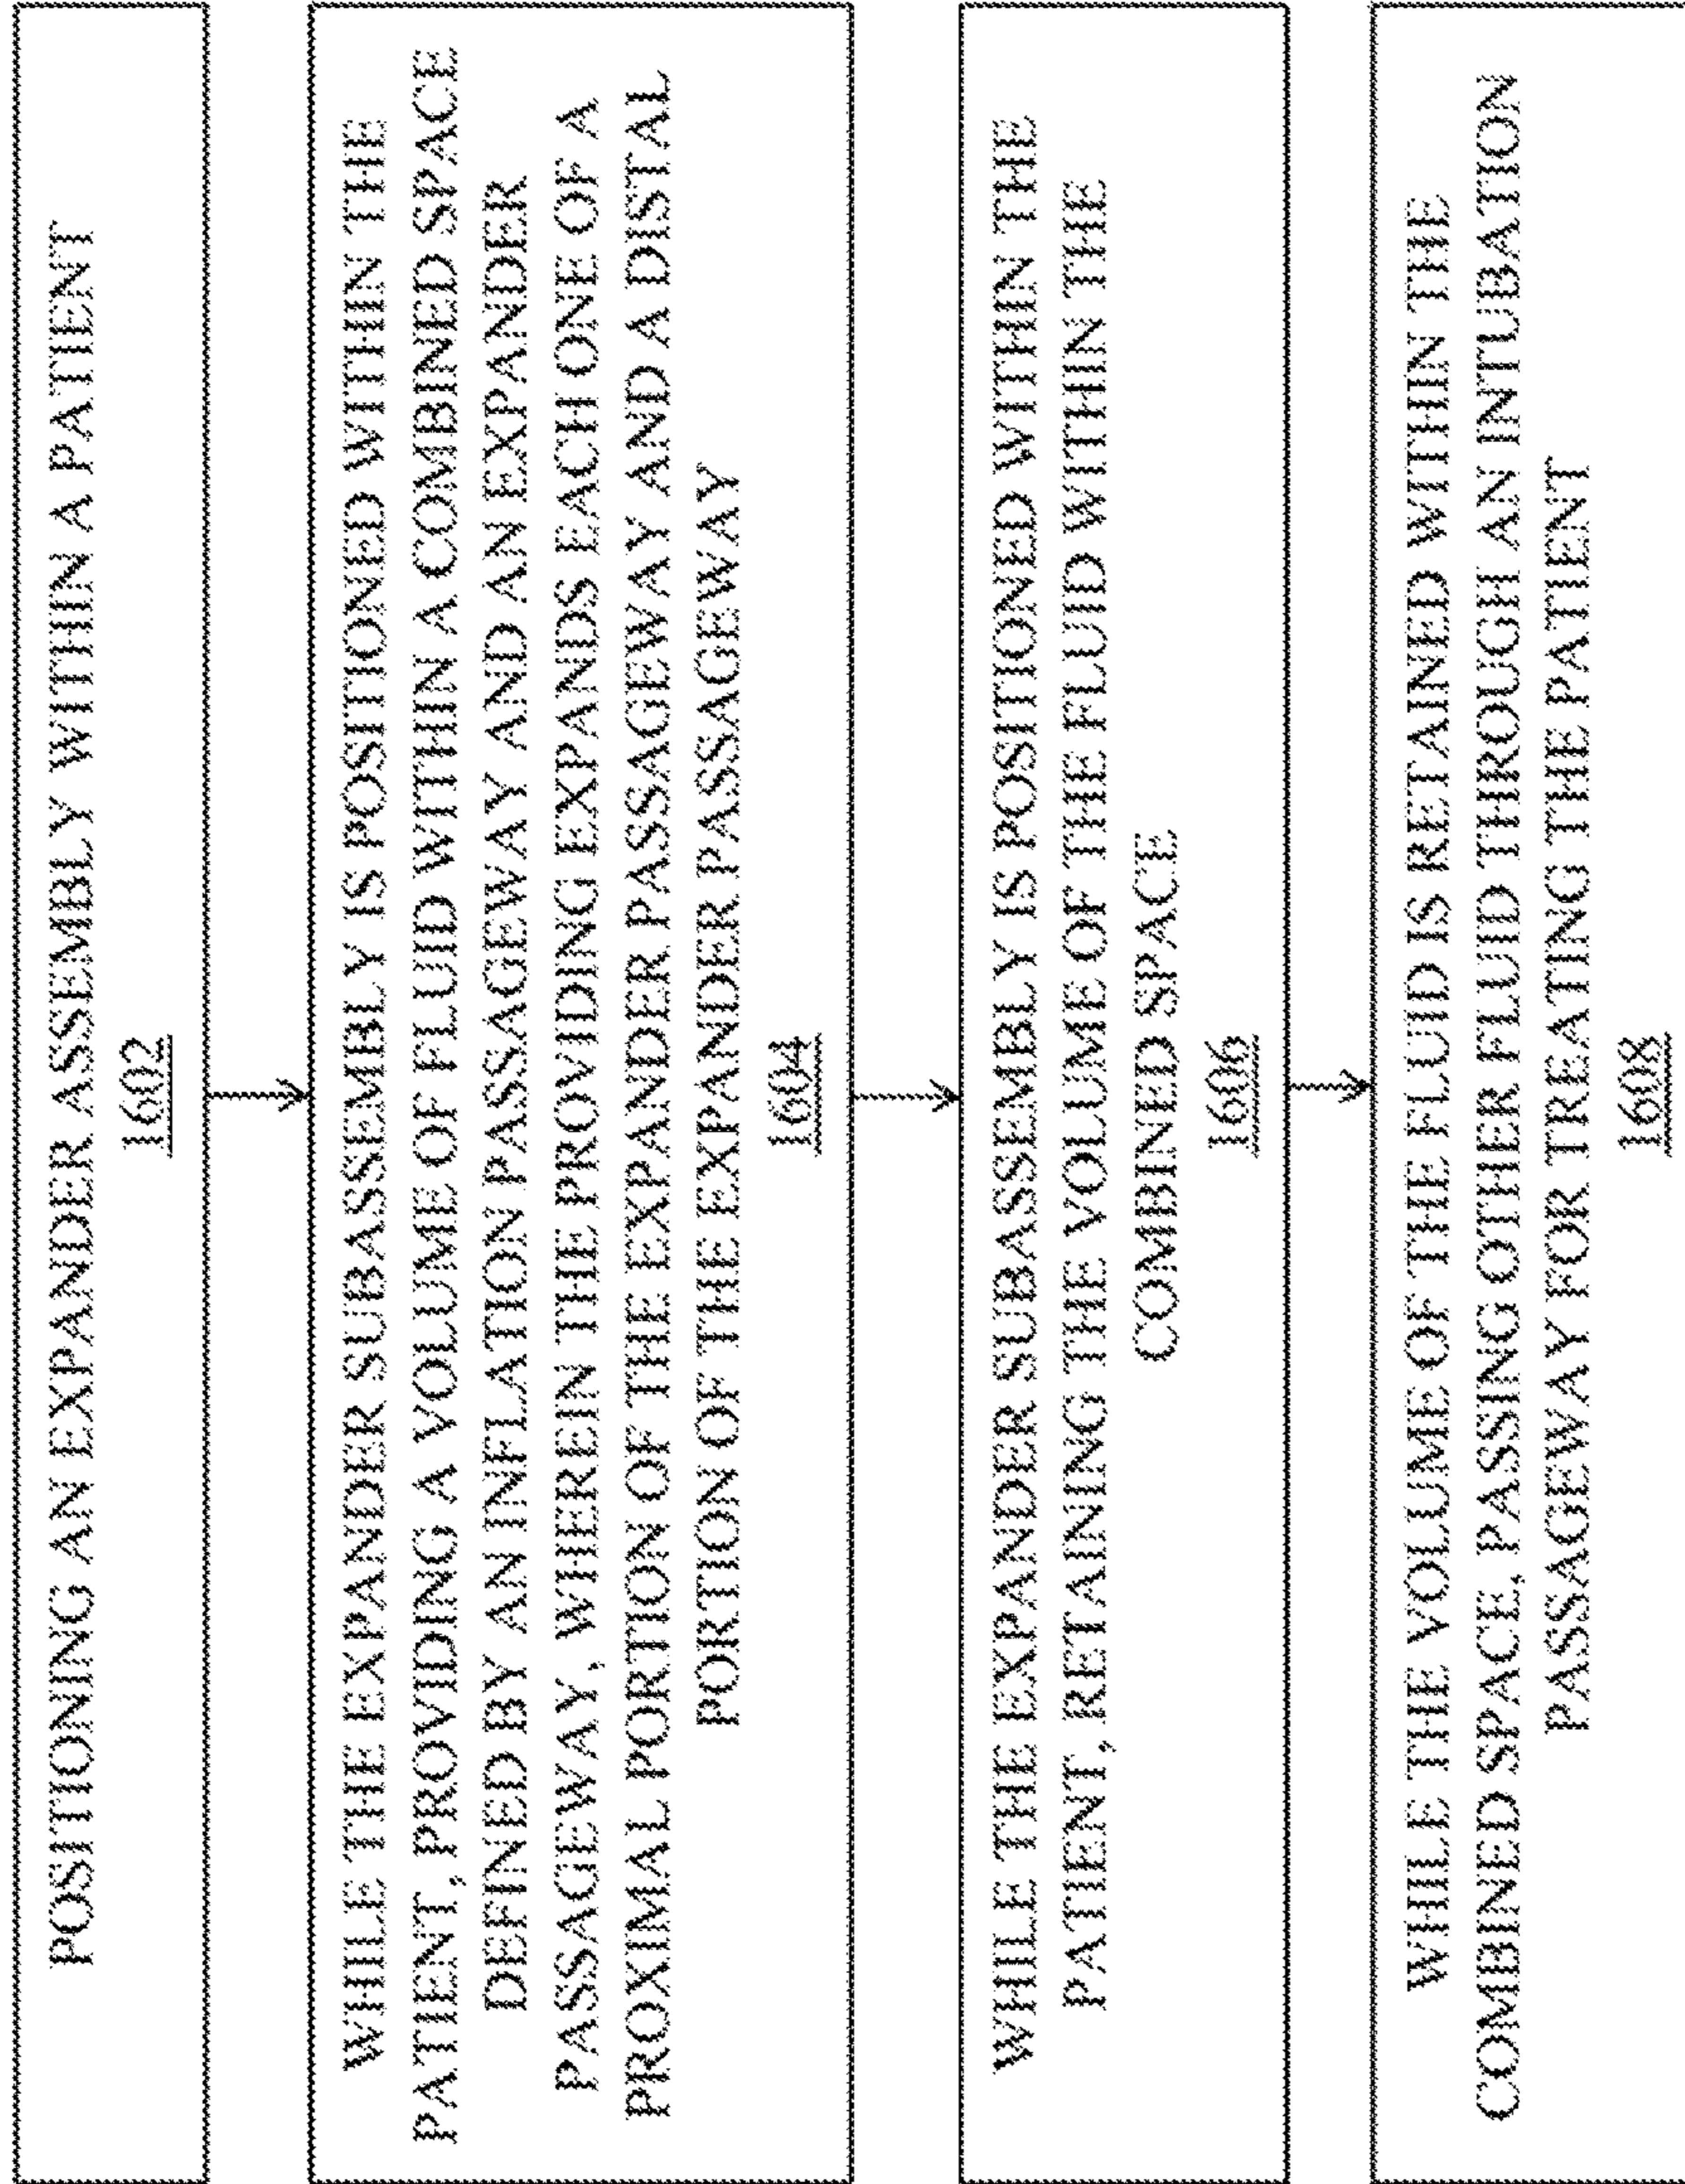 POSITIONING AN EXPANDER ASSEMBLY WITHIN A PATIENT
1602
WHILE THE EXPANDER SUBASSEMBLY IS POSITIONED WITHIN THE
PATIENT, PROVIDING A VOLUME OF FLUID WITHIN A COMBINED SPACE
DEFINED BY AN INFLATION PASSAGEWAY AND AN EXPANDER
PASSAGEWAY, WHEREIN THE PROVIDING EXPANDS EACH ONE OF A
PROXIMAL PORTION OF THE EXPANDER PASSAGEWAY AND A DISTAL
PORTION OF THE EXPANDER PASSAGEWAY
1604
WHILE THE EXPANDER SUBASSEMBLY IS POSITIONED WITHIN THE
PATIENT, RETAINING THE VOLUME OF THE FLUID WITHIN THE
COMBINED SPACE
1606
WHILE THE VOLUME OF THE FLUID IS RETAINED WITHIN THE
COMBINED SPACE, PASSING OTHER FLUID THROUGH AN INTUBATION
PASSAGEWAY FOR TREATING THE PATIENT
1608